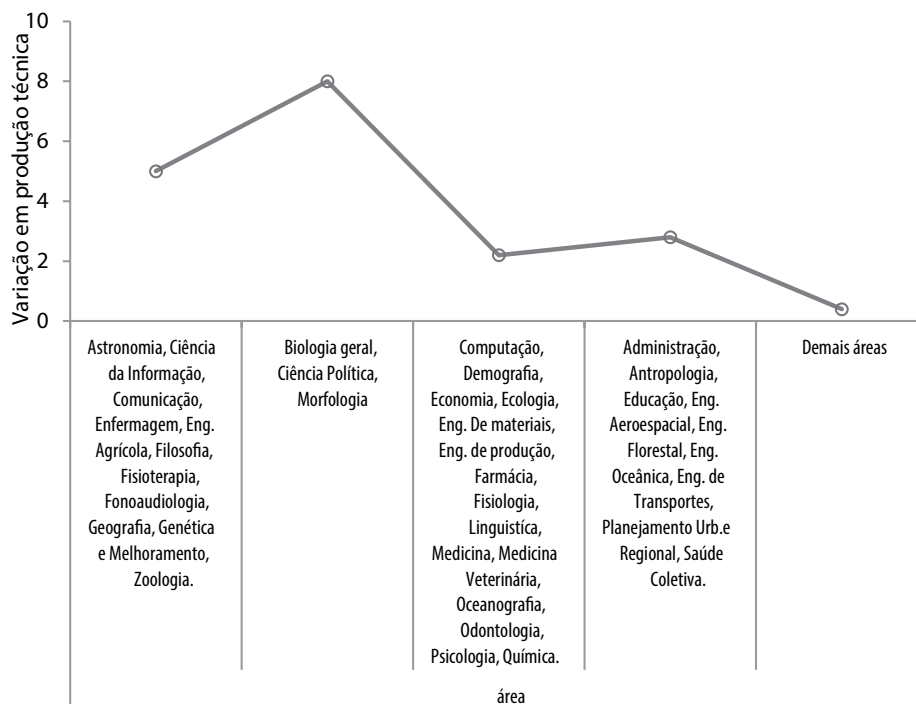 Variação em produção técnica
10
8
6
4
2
0
Astronomia, Ciência
da Informação,
Comunicação,
Enfermagem, Eng.
Agrícola, Filosofia,
Fisioterapia,
Fonoaudiologia,
Geografia, Genética
e Melhoramento,
Zoologia.
Biologia geral,
Ciência Política,
Morfologia
Computação,
Demografia,
Economia, Ecologia,
Eng. De materiais,
Eng. de produção,
Farmácia,
Fisiologia,
Linguistíca,
Medicina, Medicina
Veterinária,
Oceanografia,
Odontologia,
Psicologia, Química.
Administração,
Antropologia,
Educação, Eng.
Aeroespacial, Eng.
Florestal, Eng.
Oceânica, Eng. de
Transportes,
Planejamento Urb.e
Regional, Saúde
Coletiva.
Demais áreas
área